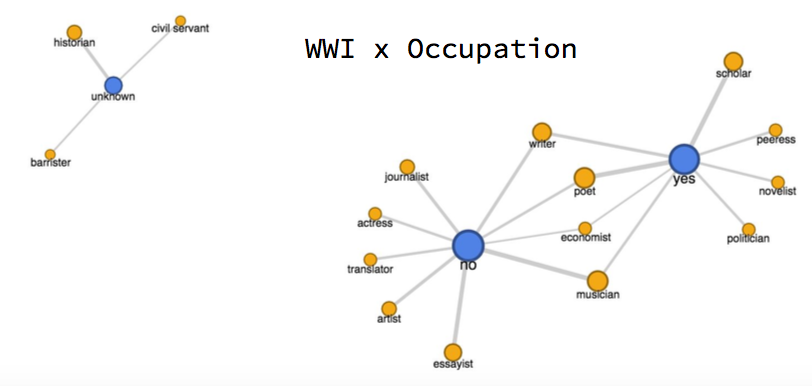 civil servant
historian
WWI x Occupation
scholar
unknown
peeress
writer
barrister
journalist
yes
poet
novelist
actress
economist
politician
translator
no
musician
artist
essayist